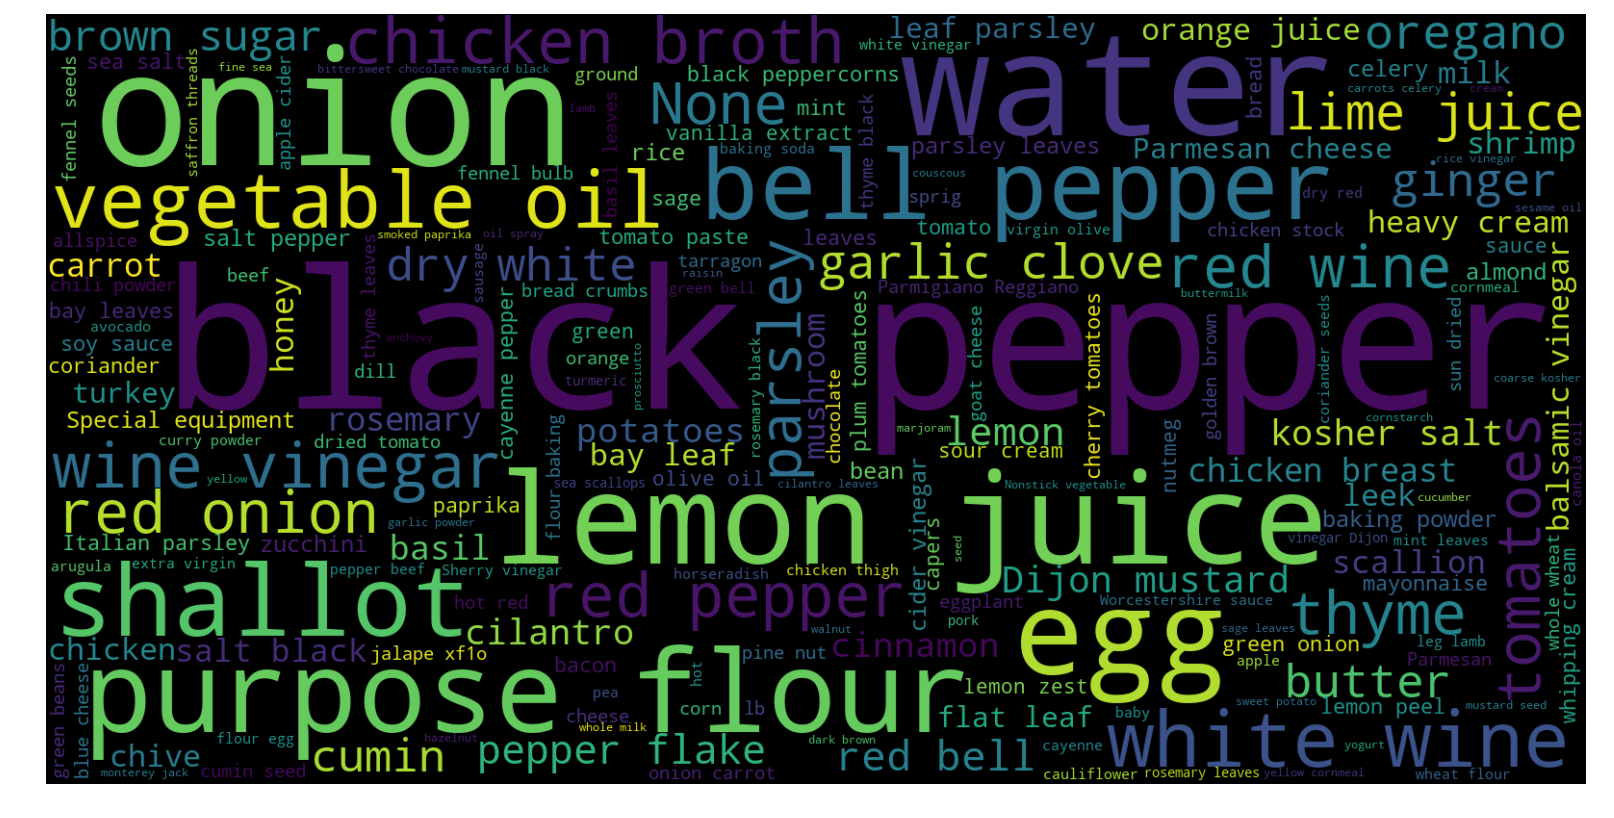 brown sugar
chicken broth
white vinegar
leaf parsley
orange juice
oregano
sea salt
fine sea
bittersweet chocolate
mustard black
ground
black peppercorns
water
bread
celery
milk
carrots celery
cream
fennel seeds
onion
saffron threads
apple cider
lamb
None
mint
lime juice
basil leaves
vanilla extract
thyme black
rice
baking soda
parsley leaves
Parmesan cheese
shrimp
rice vinegar
fennel bulb
vegetable oil
sage
bell pepper
couscous
sprig
dry red
ginger
sesame oil
allspice
salt pepper
smoked paprika
oil spray
tomato paste
leaves
tomato
virgin olive
chicken stock
heavy cream
sauce
carrot
beef
dry white
sausage
tarragon
raisin
parsley
garlic clove
red wine
almond
chili powder
honey
thyme leaves
bread crumbs
green bell
Parmigiano Reggiano
buttermilk
cornmeal
bay leaves
avocado
black pepper
anchovy
cayenne pepper
green
mushroom
plum tomatoes
goat cheese
cherry tomatoes
golden brown
coriander seeds
sun dried
balsamic vinegar
soy sauce
coriander
dill
orange
turmeric
prosciutto
rosemary black
chocolate
coarse kosher
turkey
Special equipment
rosemary
potatoes
marjoram
lemon
cornstarch
kosher salt
tomatoes
canola oil
curry powder
dried tomato
flour baking
bay leaf
sour cream
nutmeg
wine vinegar
yellow
sea scallops
olive oil
bean
cilantro leaves
Nonstick vegetable
chicken breast
leek
cucumber
red onion
paprika
garlic powder
lemon juice
cider vinegar
capers
seed
baking powder
vinegar Dijon
mint leaves
Italian parsley
zucchini
basil
scallion
arugula
extra virgin
pepper beef
Sherry vinegar
horseradish
chicken thigh
Dijon mustard
mayonnaise
whole wheat
whipping cream
shallot
hot red
red pepper
eggplant
pork
Worcestershire sauce
egg
thyme
sage leaves
green onion
leg lamb
cilantro
walnut
chicken
salt black
jalape xf1o
bacon
pine nut
cinnamon
apple
Parmesan
green beans
blue cheese
purpose flour
pea
hot
lemon zest
butter
cheese
corn
lb
flat leaf
baby
sweet potato
lemon peel
mustard seed
whole milk
chive
flour egg
cumin
hazelnut
pepper flake
dark brown
red bell
cayenne
white wine
yogurt
monterey jack
cumin seed
onion carrot
cauliflower
rosemary leaves
yellow cornmeal
wheat flour